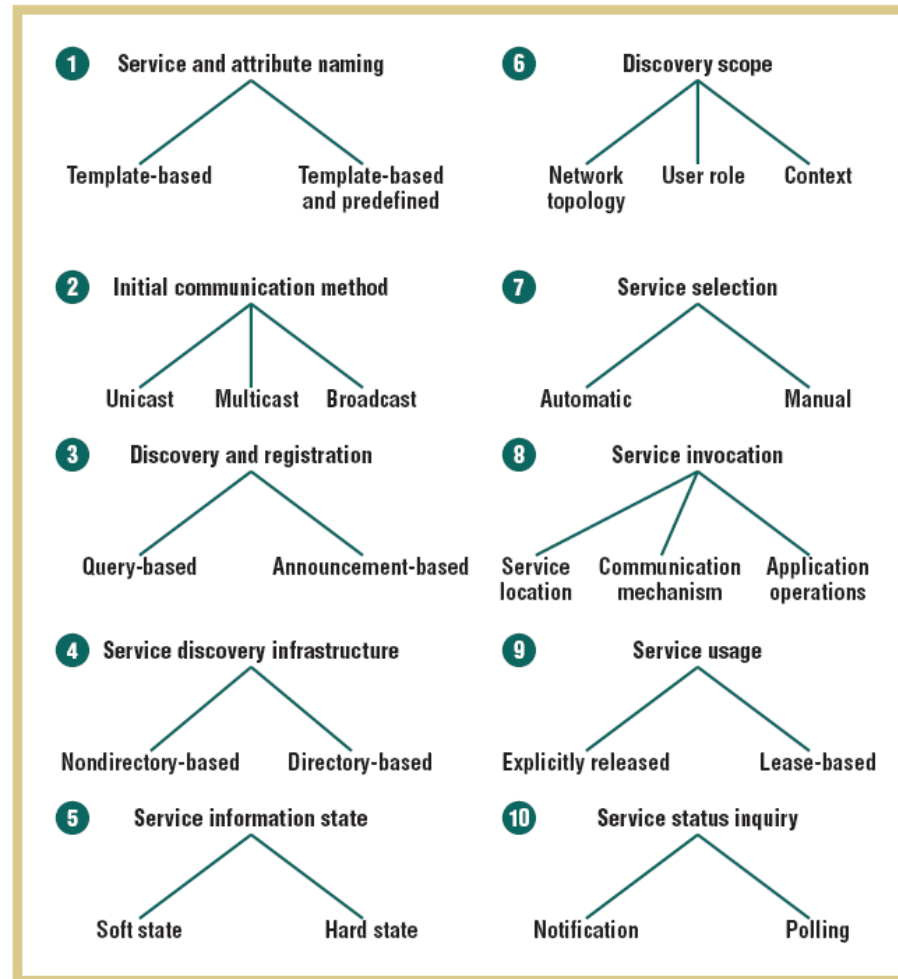 1 Service and attribute naming
Template-based
Template-based
and predefined
2 Initial communication method
Unicast Multicast Broadcast
3 Discovery and registration
Query-based Announcement-based
4 Service discovery infrastructure
Nondirectory-based Directory-based
5 Service information state
Soft state Hard state
6 Discovery scope
Network
topology
User role
Context
7 Service selection
Automatic Manual
8 Service invocation
Service
location
Communication
mechanism
Application
operations
9 Service usage
Explicitly released Lease-based
10 Service status inquiry
Notification Polling